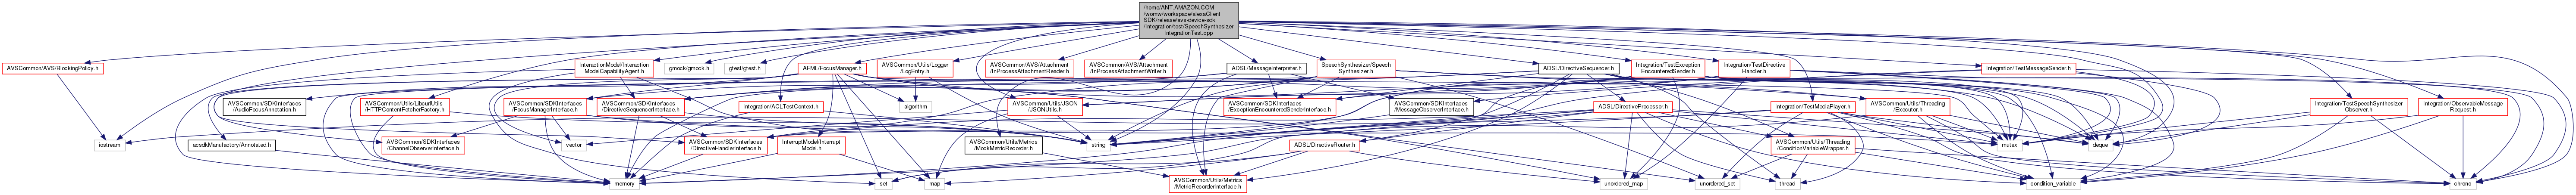 /home/ANT.AMAZON.COM
/womw/workspace/alexaClient
SDK/release/avs-device-sdk
/Integration/test/SpeechSynthesizer
IntegrationTest.cpp
AVSCommon/AVS/BlockingPolicy.h
InteractionModel/Interaction
ModelCapabilityAgent.h
gmock/gmock.h
gtest/gtest.h
AFML/FocusManager.h
AVSCommon/Utils/Logger
/LogEntry.h
AVSCommon/AVS/Attachment
/InProcessAttachmentReader.h
AVSCommon/AVS/Attachment
/InProcessAttachmentWriter.h
ADSL/MessageInterpreter.h
SpeechSynthesizer/Speech
Synthesizer.h
ADSL/DirectiveSequencer.h
Integration/TestException
EncounteredSender.h
Integration/TestDirective
Handler.h
Integration/TestMessageSender.h
AVSCommon/SDKInterfaces
/AudioFocusAnnotation.h
AVSCommon/Utils/LibcurlUtils
/HTTPContentFetcherFactory.h
AVSCommon/SDKInterfaces
/FocusManagerInterface.h
AVSCommon/SDKInterfaces
/DirectiveSequencerInterface.h
Integration/ACLTestContext.h
algorithm
AVSCommon/Utils/JSON
/JSONUtils.h
AVSCommon/SDKInterfaces
/ExceptionEncounteredSenderInterface.h
AVSCommon/SDKInterfaces
/MessageObserverInterface.h
ADSL/DirectiveProcessor.h
Integration/TestMediaPlayer.h
AVSCommon/Utils/Threading
/Executor.h
Integration/TestSpeechSynthesizer
Observer.h
Integration/ObservableMessage
Request.h
iostream
acsdkManufactory/Annotated.h
AVSCommon/SDKInterfaces
/ChannelObserverInterface.h
vector
AVSCommon/SDKInterfaces
/DirectiveHandlerInterface.h
InterruptModel/Interrupt
Model.h
AVSCommon/Utils/Metrics
/MockMetricRecorder.h
string
ADSL/DirectiveRouter.h
AVSCommon/Utils/Threading
/ConditionVariableWrapper.h
mutex
deque
memory
set
map
AVSCommon/Utils/Metrics
/MetricRecorderInterface.h
unordered_map
unordered_set
thread
condition_variable
chrono